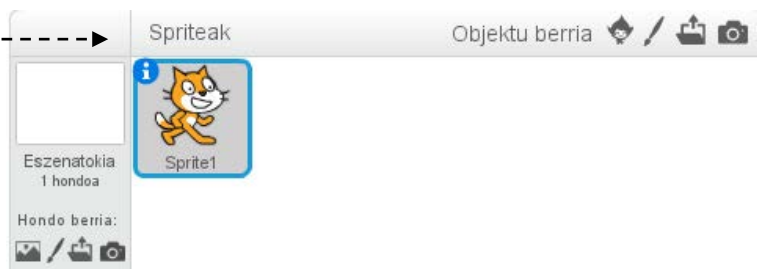 Spriteak
Objektu berria
Sprite1
Eszenatokia
1 hondoa
Hondo berria: